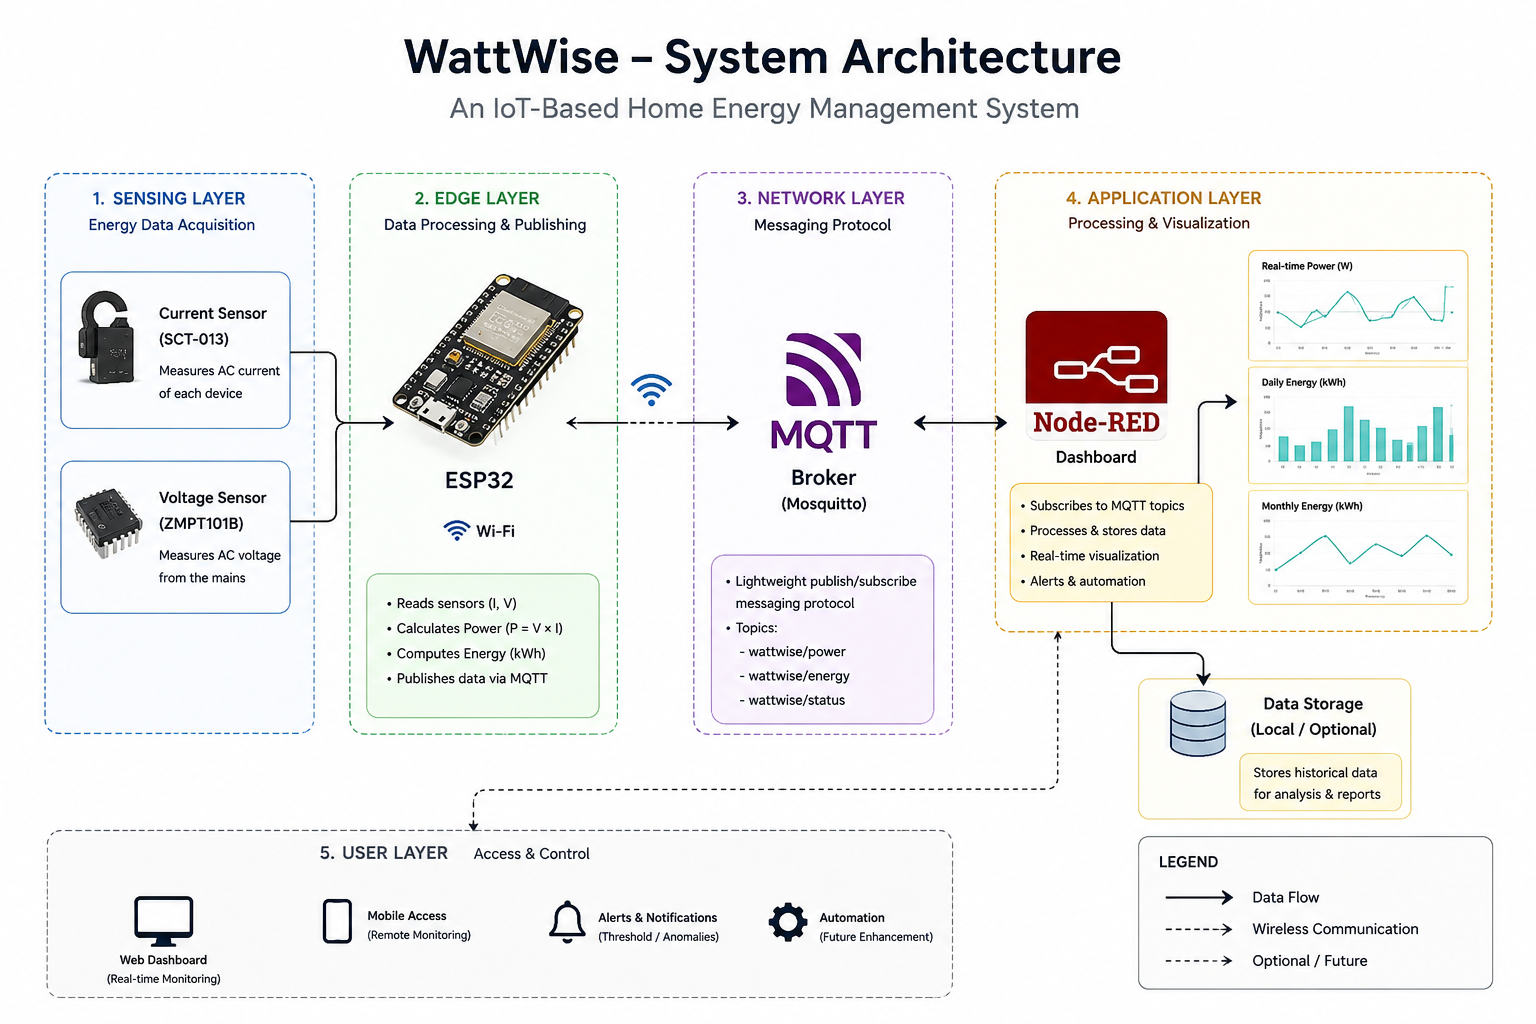 WattWise – System Architecture
An IoT-Based Home Energy Management System
1. SENSING LAYER
Energy Data Acquisition
Current Sensor
(SCT-013)
Measures AC current
of each device
Voltage Sensor
(ZMPT101B)
Measures AC voltage
from the mains
2. EDGE LAYER
Data Processing & Publishing
ESP32
Wi-Fi
• Reads sensors (I, V)
• Calculates Power (P = V × I)
• Computes Energy (kWh)
• Publishes data via MQTT
3. NETWORK LAYER
Messaging Protocol
MQTT
Broker
(Mosquitto)
• Lightweight publish/subscribe
messaging protocol
• Topics:
- wattwise/power
- wattwise/energy
- wattwise/status
4. APPLICATION LAYER
Processing & Visualization
Node-RED
Dashboard
• Subscribes to MQTT topics
• Processes & stores data
• Real-time visualization
• Alerts & automation
Real-time Power (W)
Daily Energy (kWh)
Monthly Energy (kWh)
Data Storage
(Local / Optional)
Stores historical data
for analysis & reports
5. USER LAYER Access & Control
Web Dashboard
(Real-time Monitoring)
Mobile Access
(Remote Monitoring)
Alerts & Notifications
(Threshold / Anomalies)
Automation
(Future Enhancement)
LEGEND
Data Flow
Wireless Communication
Optional / Future